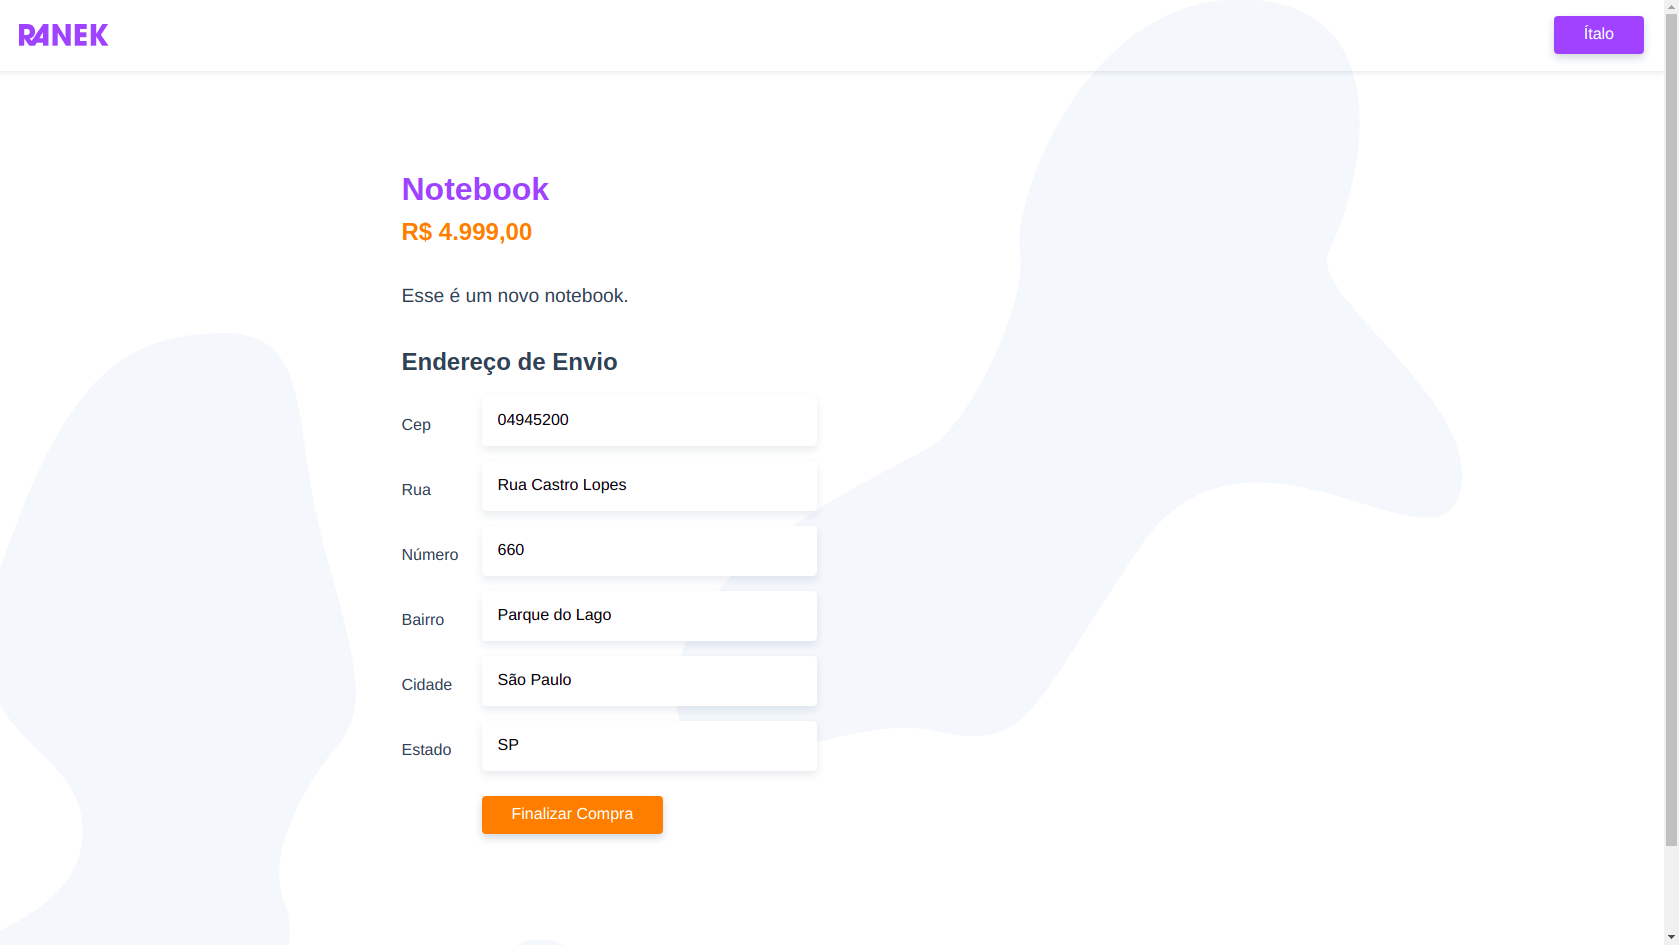 RANEK
Ítalo
Notebook
R$ 4.999,00
Esse é um novo notebook.
Endereço de Envio
Cep 04945200
Rua Rua Castro Lopes
Número 660
Bairro Parque do Lago
Cidade São Paulo
Estado SP
Finalizar Compra